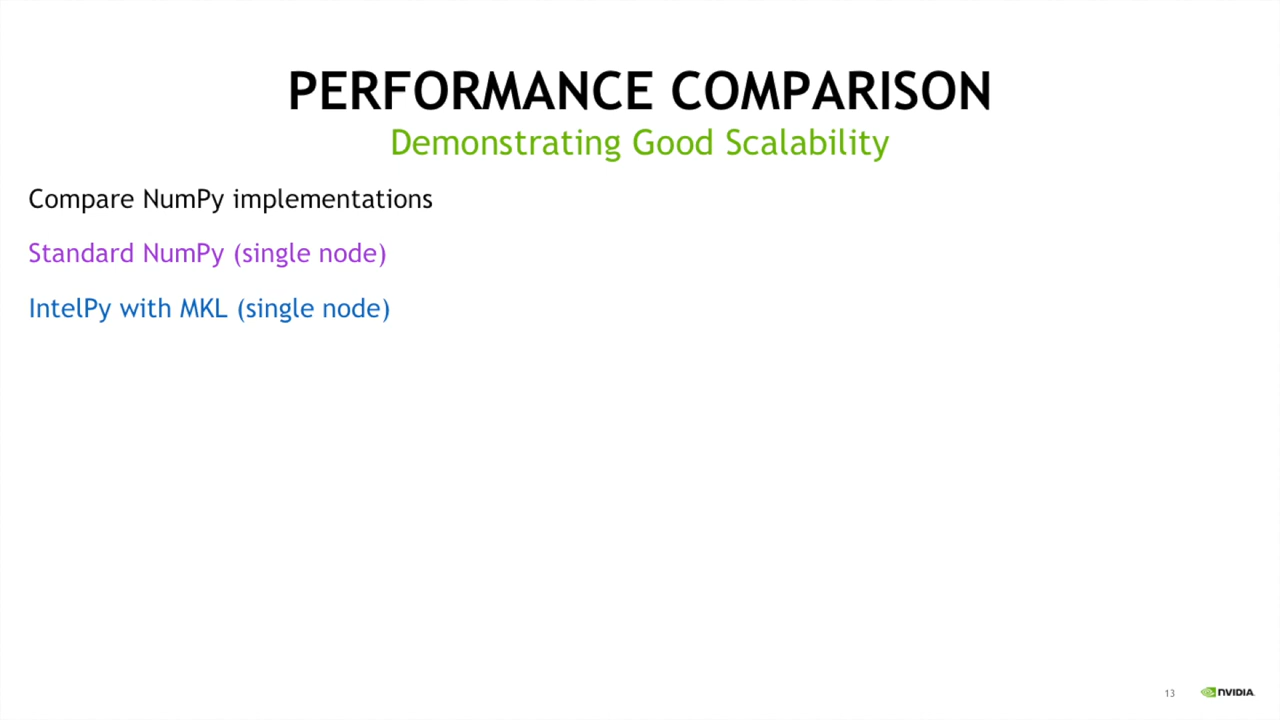 PERFORMANCE COMPARISON
Demonstrating Good Scalability
Compare NumPy implementations
Standard NumPy (single node)
IntelPy with MKL (single node)
13
NVIDIA.